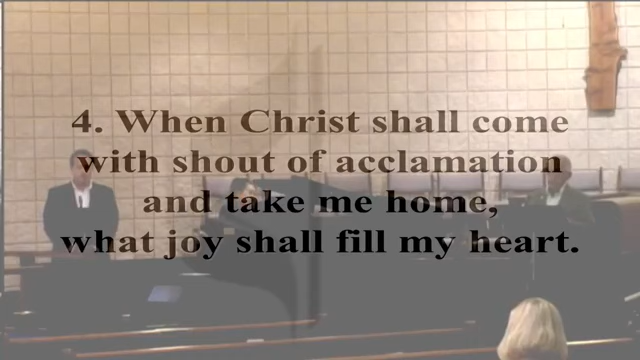 4. When Christ shall come
with shout of acclamation
and take me home,
what joy shall fill my heart.